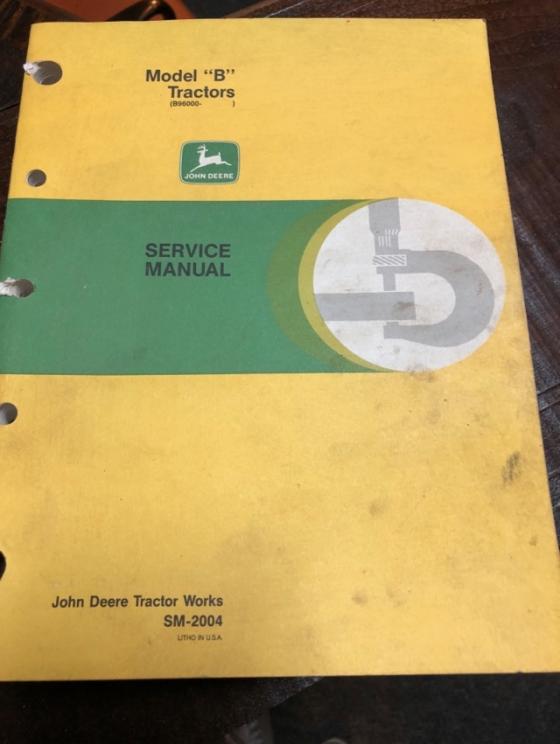 Model “B”
Tractors
(B96000- )
JOHN DEERE
SERVICE
MANUAL
John Deere Tractor Works
SM-2004
LITHO IN U.S.A.